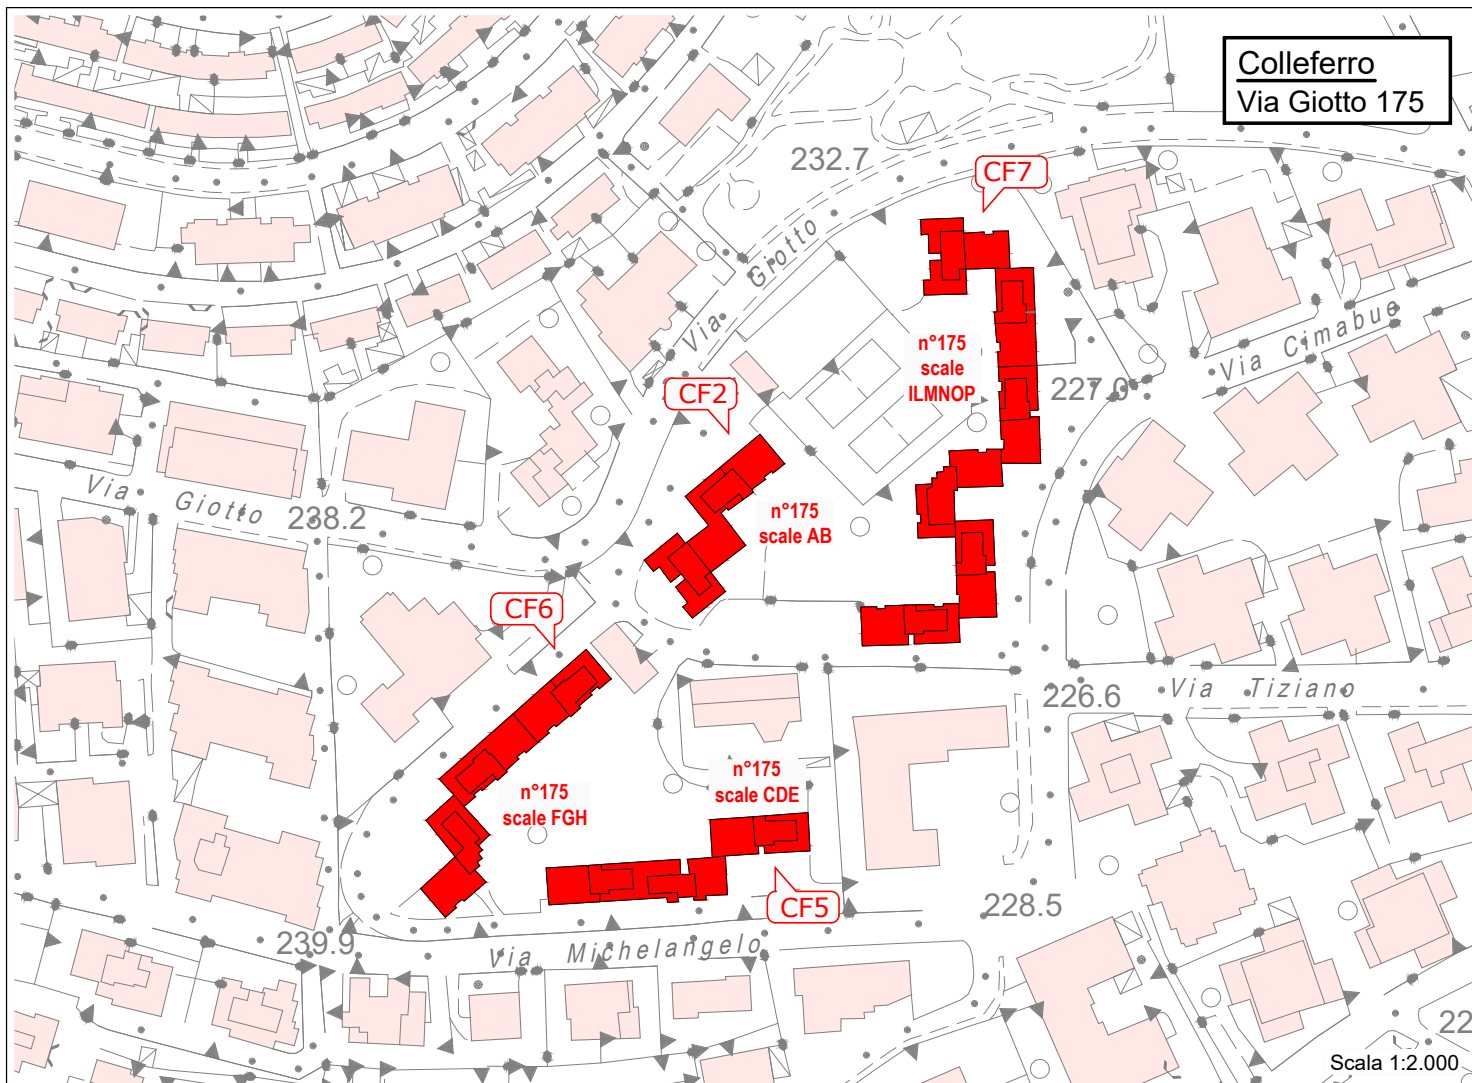 Colleferro
Via Giotto 175
232.7
CF7
Via Giotto
Via Cimabue
n°175
scale
ILMNOP
227.0
CF2
n°175
scale AB
Via Giotto
238.2
CF6
226.6
Via Tiziano
n°175
scale CDE
n°175
scale FGH
CF5
228.5
239.9
Via Michelangelo
22
Scala 1:2.000